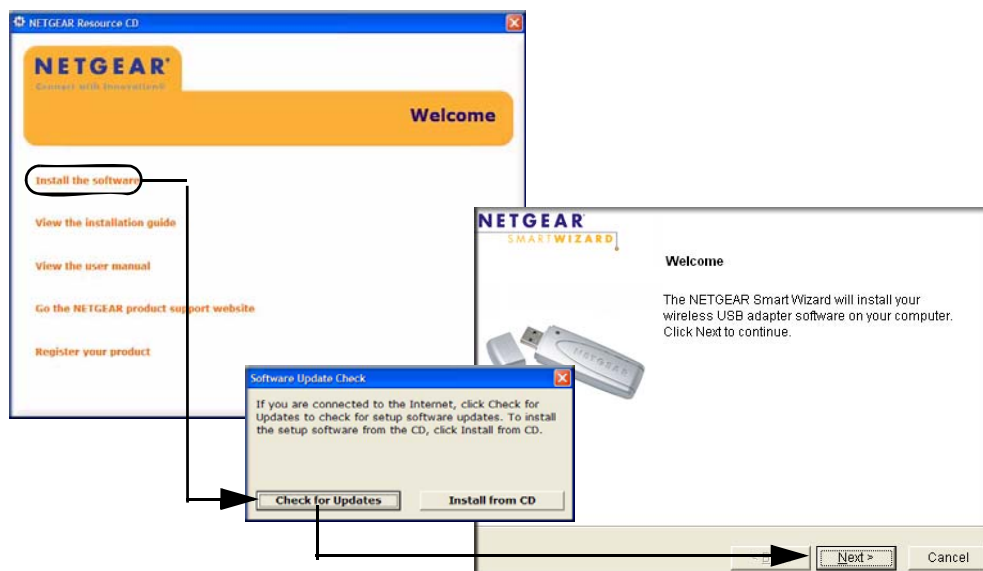 NETGEAR Resource CD
NETGEAR®
Connect with Innovation®
Welcome
Install the software
View the installation guide
View the user manual
Go the NETGEAR product support website
Register your product
Software Update Check
If you are connected to the Internet, click Check for
Updates to check for setup software updates. To install
the setup software from the CD, click Install from CD.
Check for Updates
Install from CD
NETGEAR
SMARTWIZARD
Welcome
The NETGEAR Smart Wizard will install your
wireless USB adapter software on your computer.
Click Next to continue.
NETGEAR
Next >
Cancel